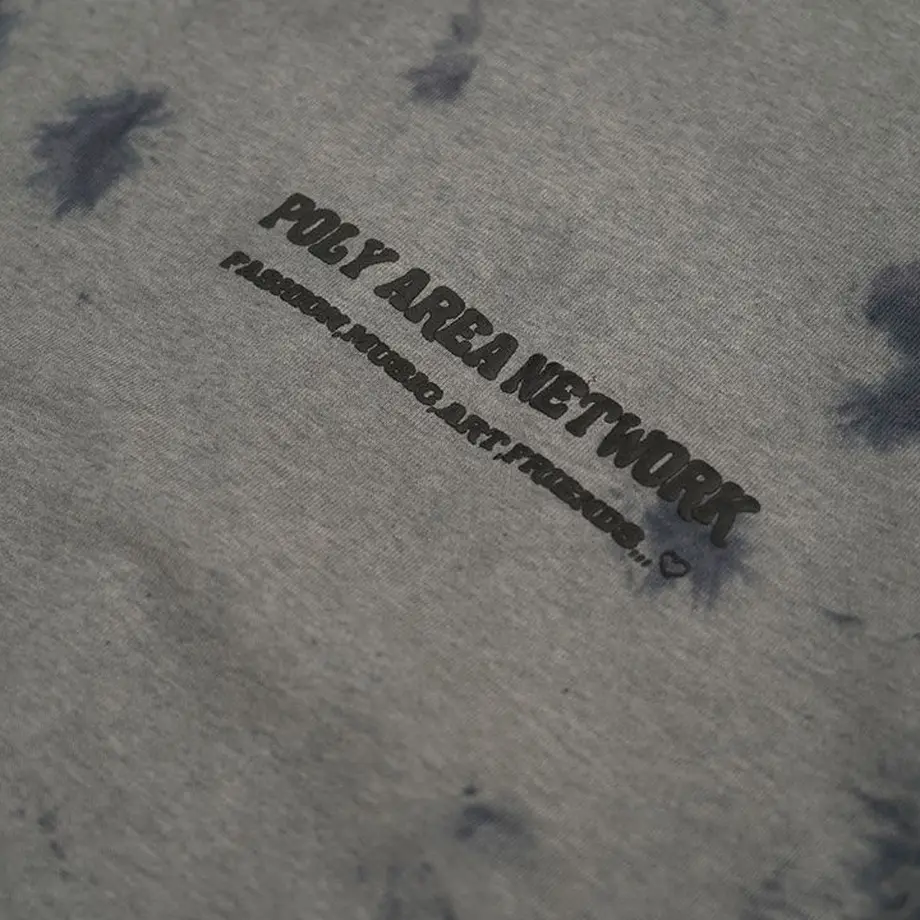 POLY AREA NETWORK
FASHION,MUSIC,ART,FRIENDS,,, ♡